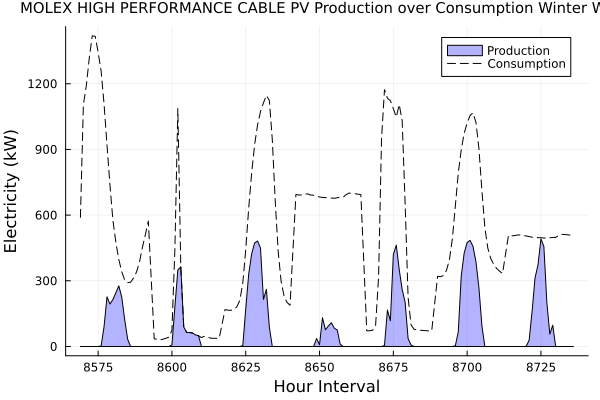 MOLEX HIGH PERFORMANCE CABLE PV Production over Consumption Winter W
Production
Consumption
Electricity (kW)
1200
900
600
300
0
8575 8600 8625 8650 8675 8700 8725
Hour Interval